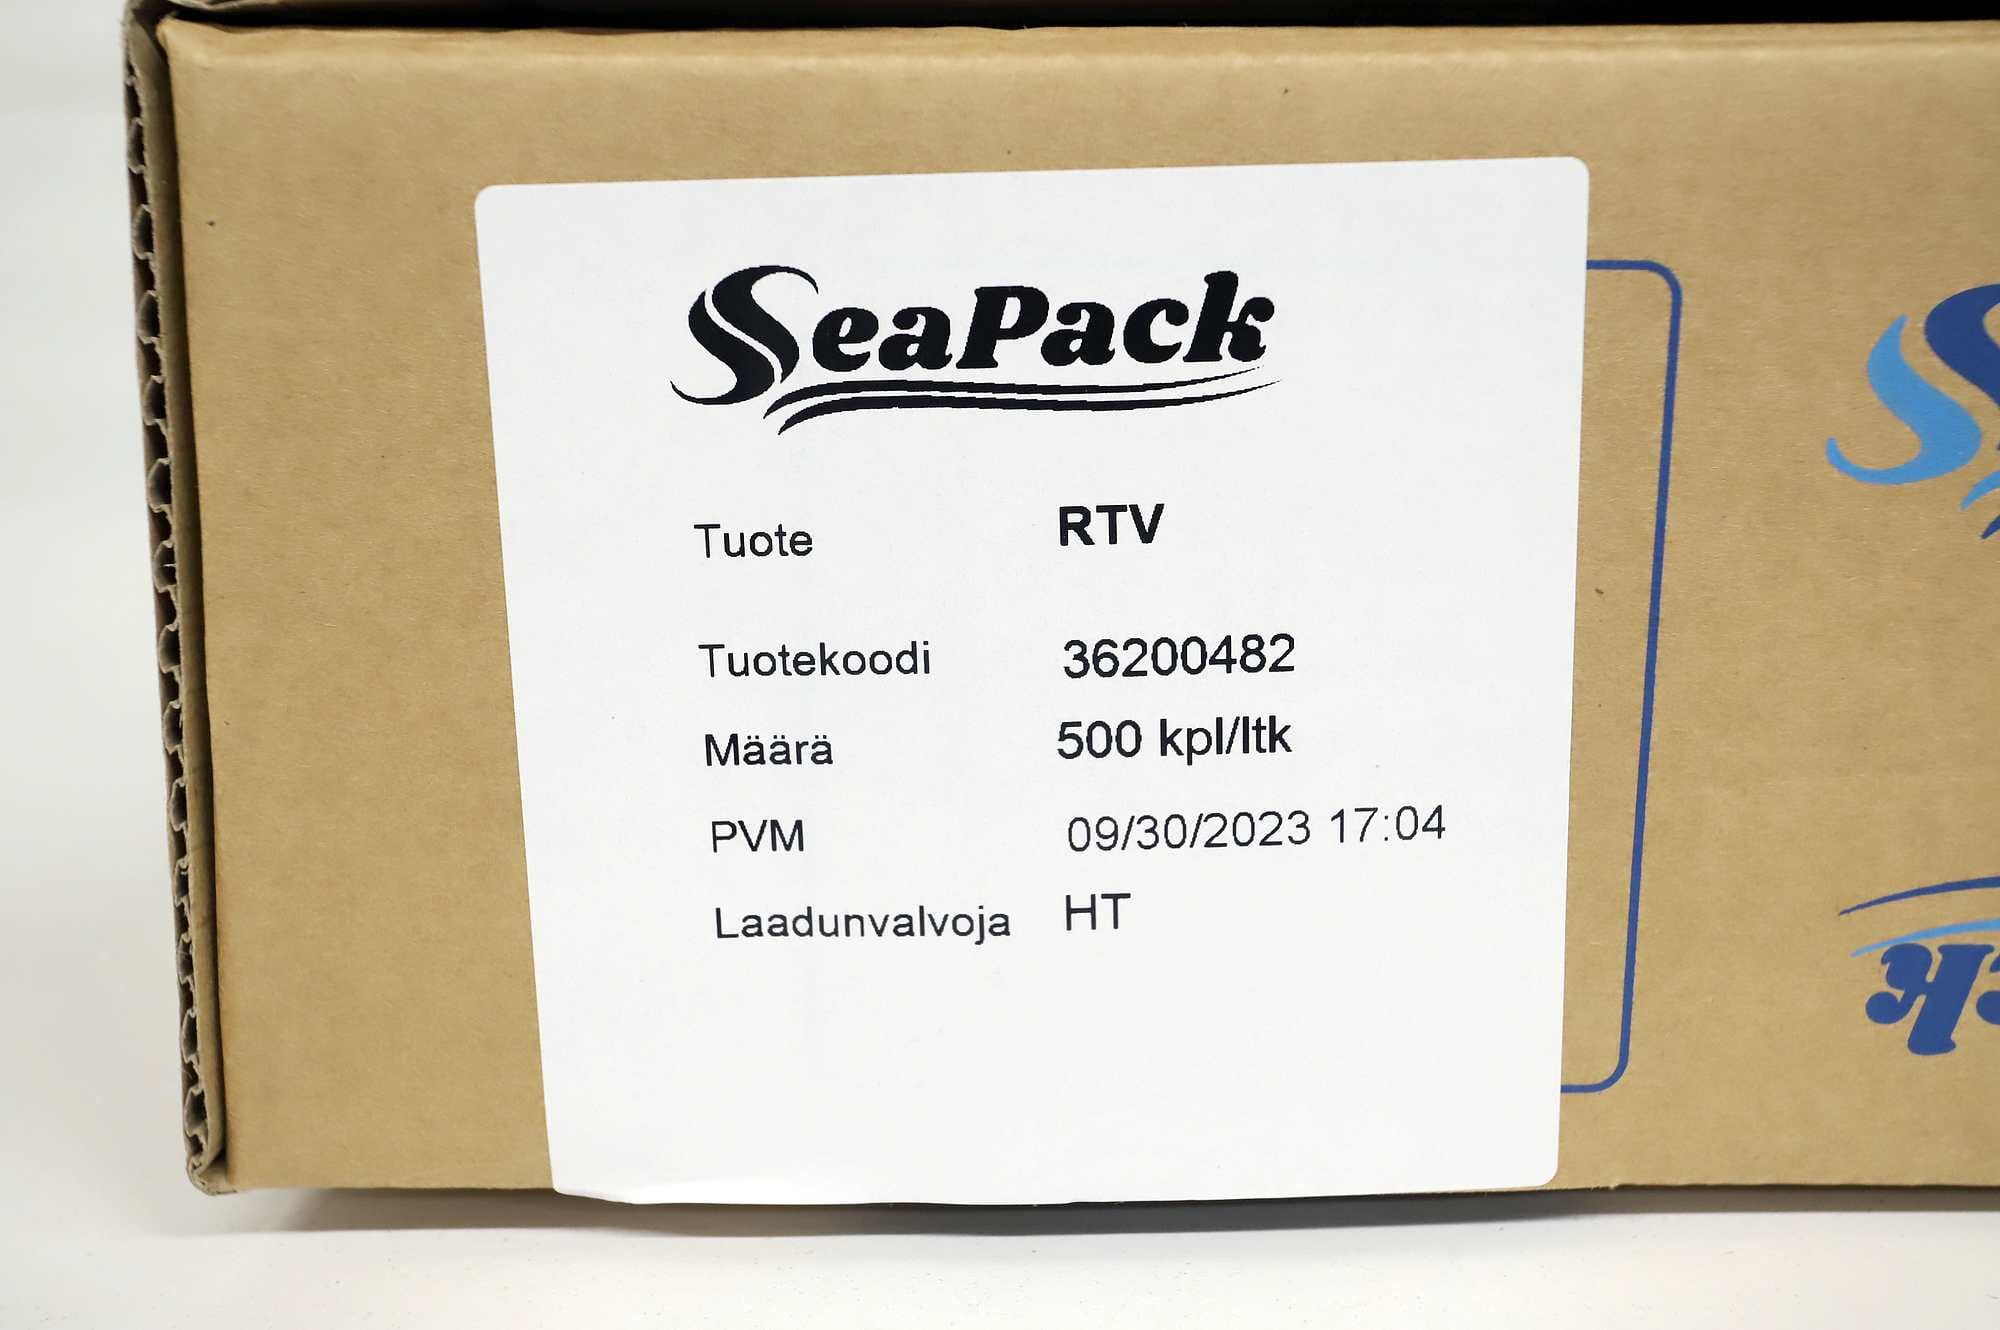 SeaPack
Tuote RTV
Tuotekoodi 36200482
Määrä 500 kpl/ltk
PVM 09/30/2023 17:04
Laadunvalvoja HT